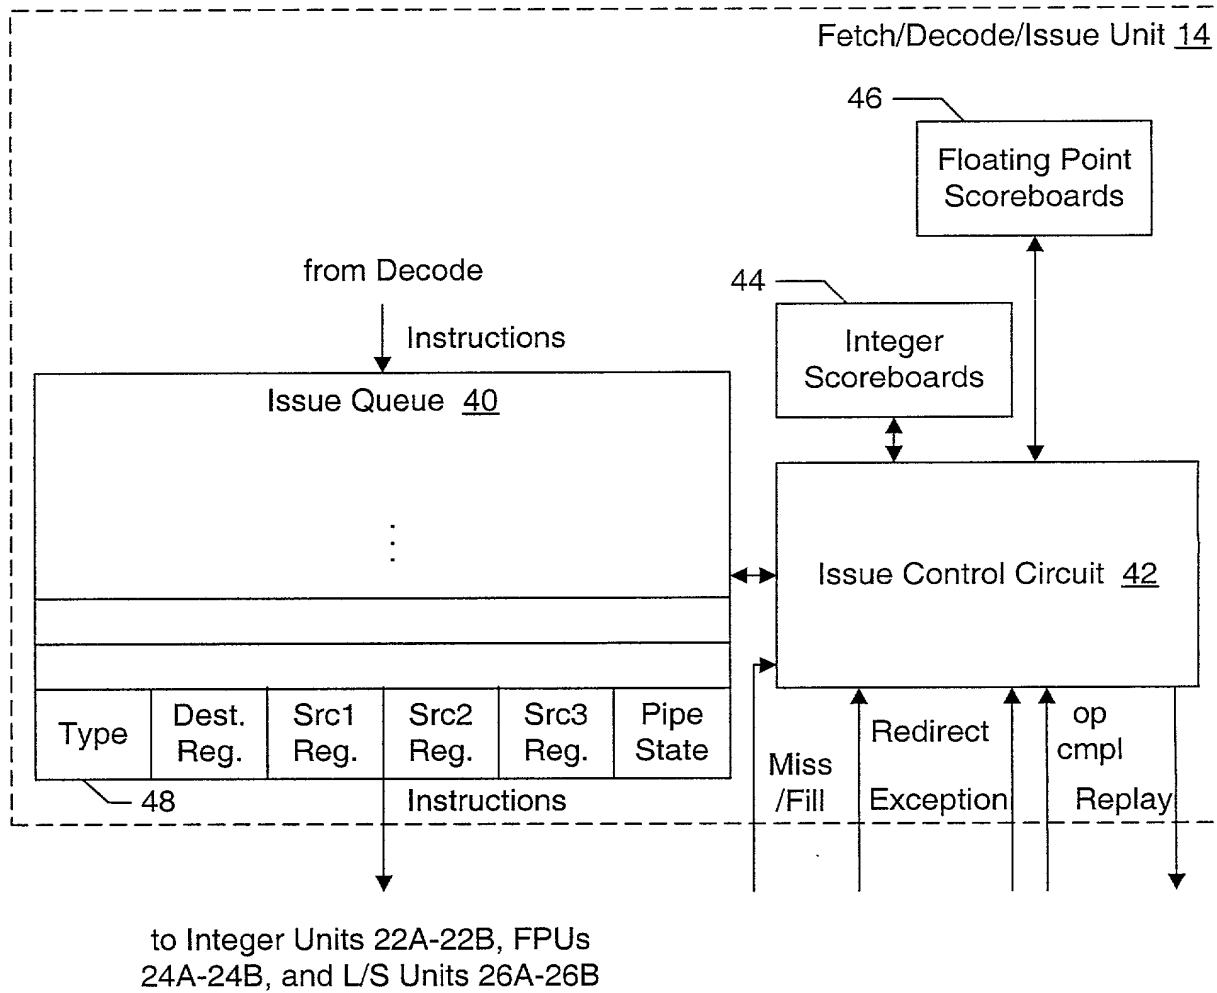 Fetch/Decode/Issue Unit 14
46
Floating Point
Scoreboards
from Decode
44
Instructions
Integer
Scoreboards
Issue Queue 40
Issue Control Circuit 42
Type
Dest.
Reg.
Src1
Reg.
Src2
Reg.
Src3
Reg.
Pipe
State
48
Instructions
Miss
/Fill
Redirect
Exception
op
cmpl
Replay
to Integer Units 22A-22B, FPUs
24A-24B, and L/S Units 26A-26B